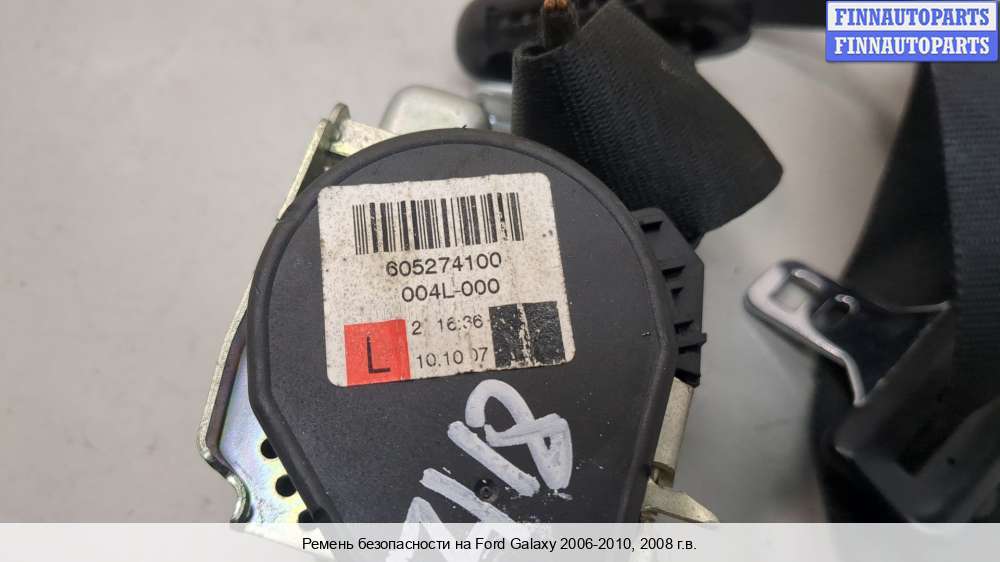 FINNAUTOPARTS
FINNAUTOPARTS
605274100
004L-000
2 16:36
L
10.10 07
Ремень безопасности на Ford Galaxy 2006-2010, 2008 г.в.